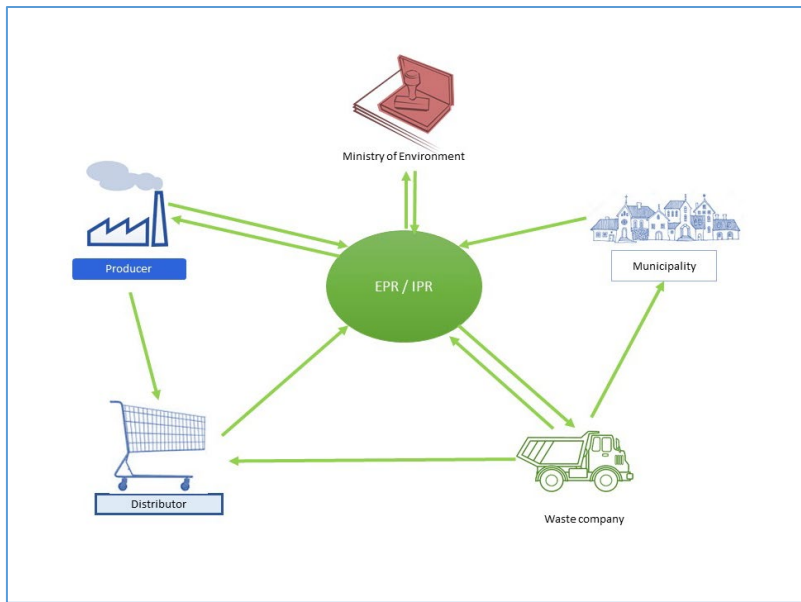 Ministry of Environment
Producer
EPR / IPR
Municipality
Distributor
Waste company